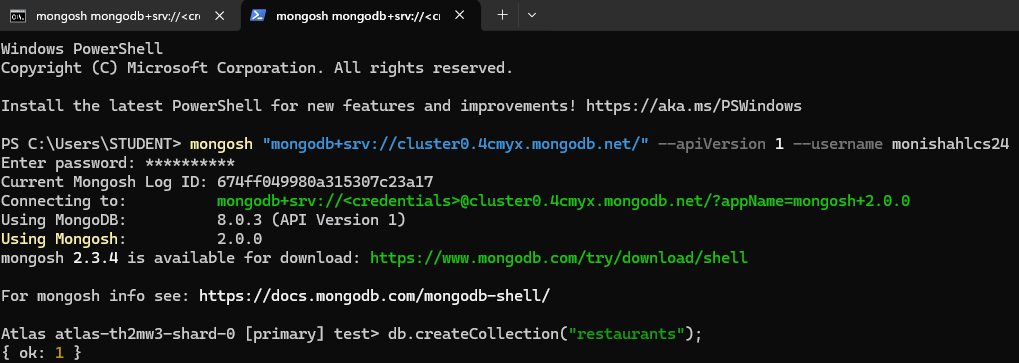 mongosh mongodb+srv://<cre
mongosh mongodb+srv://<c
Windows PowerShell
Copyright (C) Microsoft Corporation. All rights reserved.
Install the latest PowerShell for new features and improvements! https://aka.ms/PSWindows
PS C:\Users\STUDENT> mongosh "mongodb+srv://cluster0.4cmyx.mongodb.net/" --apiVersion 1 --username monishahlcs24
Enter password: **********
Current Mongosh Log ID: 674ff049980a315307c23a17
Connecting to: mongodb+srv://<credentials>@cluster0.4cmyx.mongodb.net/?appName=mongosh+2.0.0
Using MongoDB: 8.0.3 (API Version 1)
Using Mongosh: 2.0.0
mongosh 2.3.4 is available for download: https://www.mongodb.com/try/download/shell
For mongosh info see: https://docs.mongodb.com/mongodb-shell/
Atlas atlas-th2mw3-shard-0 [primary] test> db.createCollection("restaurants");
{ ok: 1 }